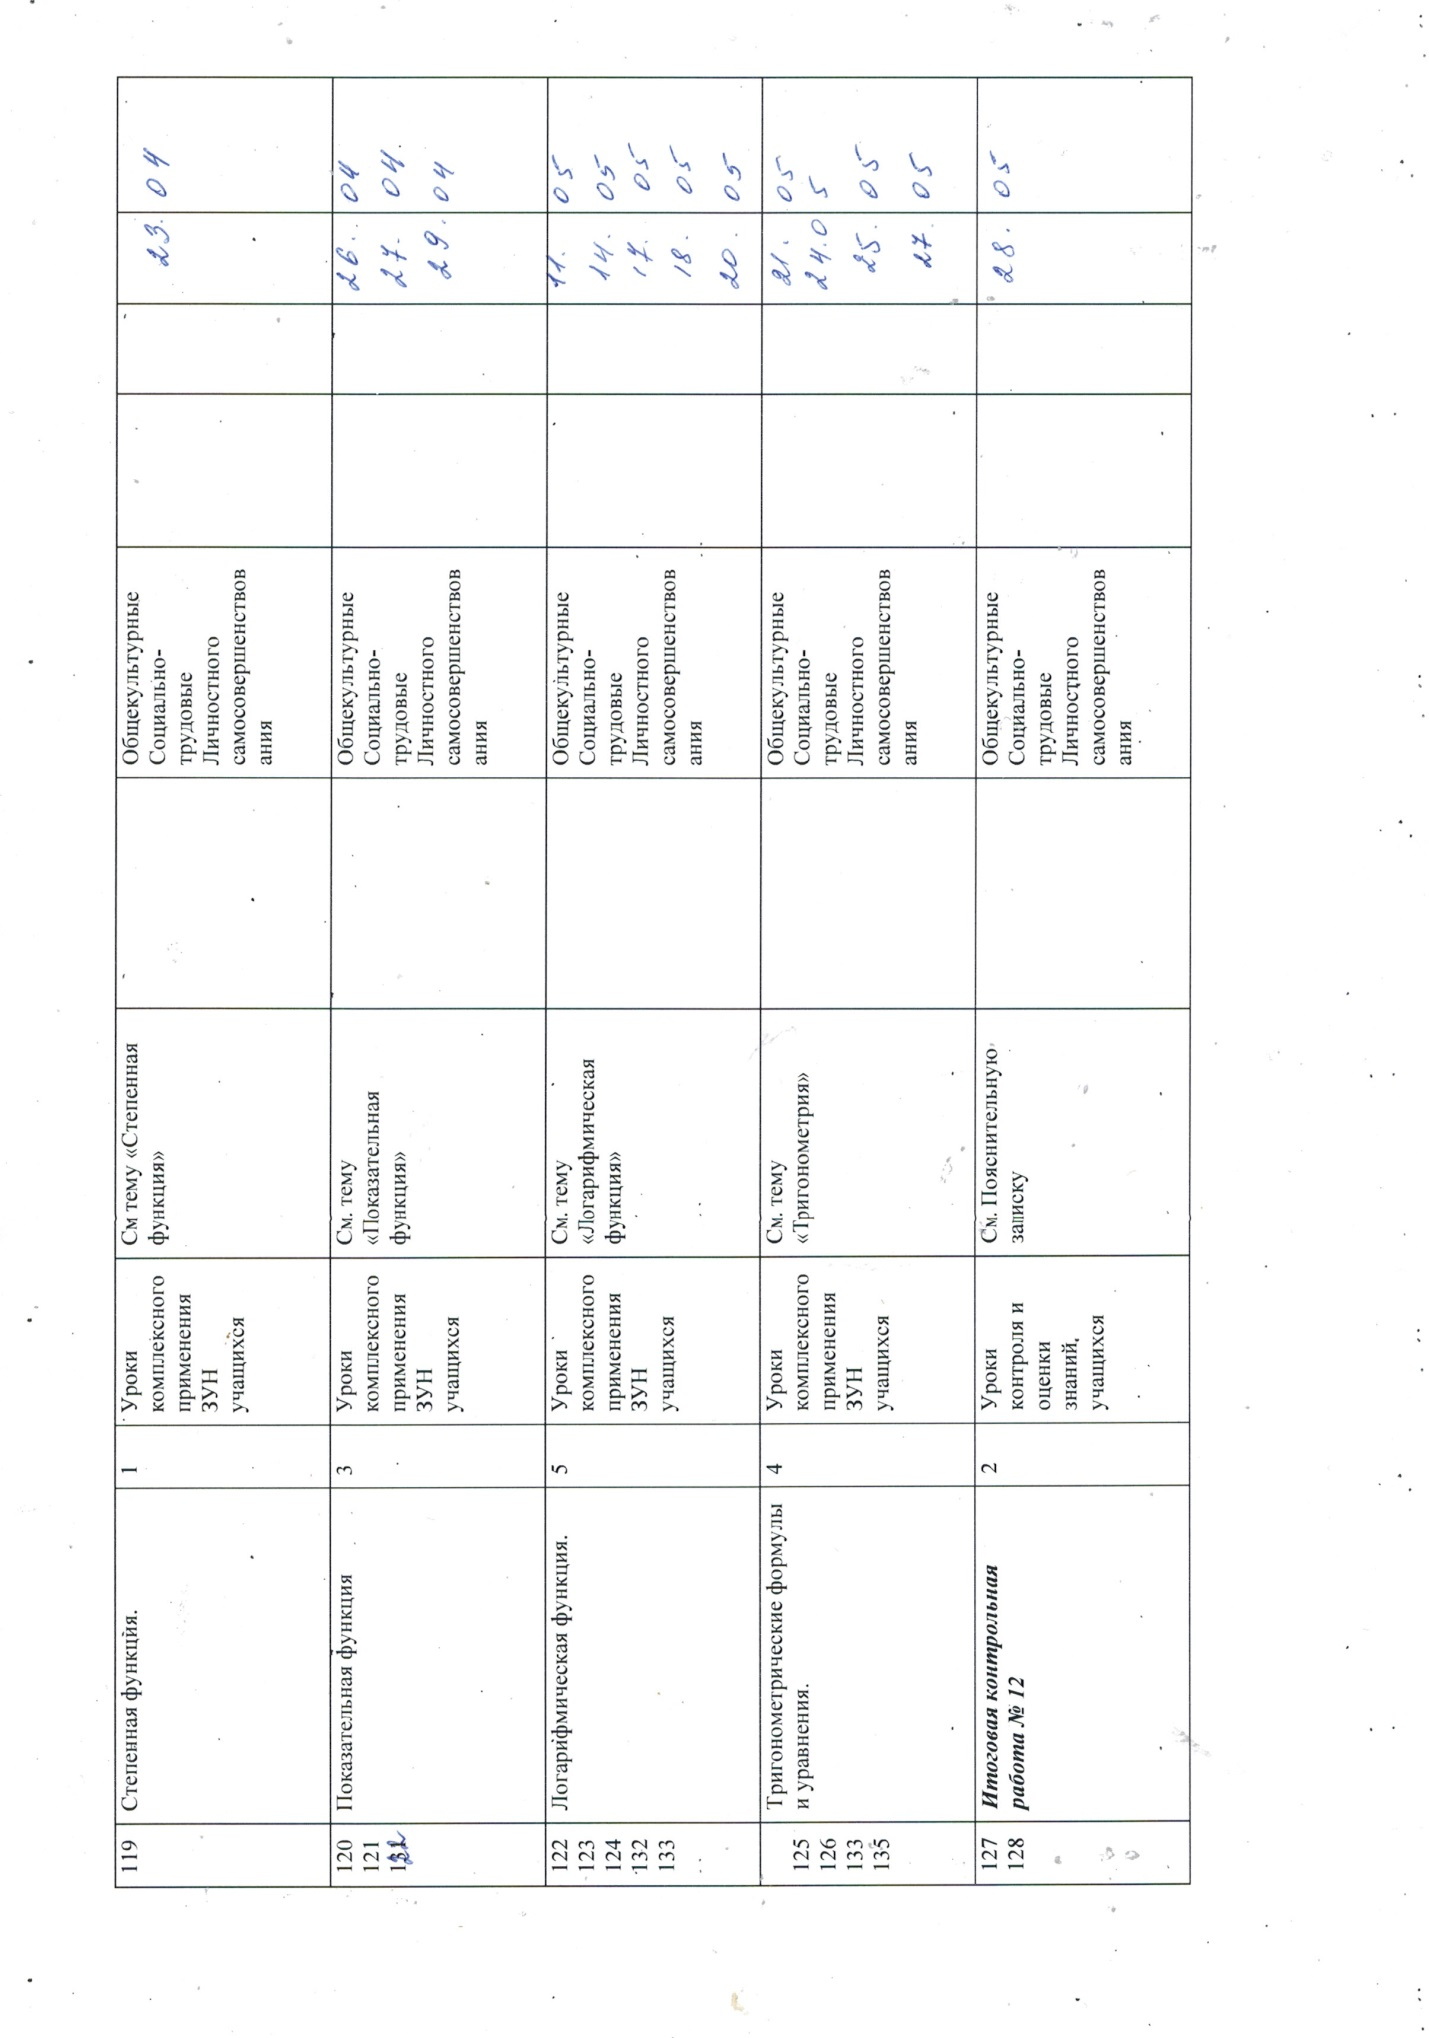 119
Степенная функция.
1
Уроки
комплексного
применения
ЗУН
учащихся
См тему «Степенная
функция»
Общекультурные
Социально-
трудовые
Личностного
самосовершенствов
ания
23. 04
120
121
Показательная функция
3
Уроки
комплексного
применения
ЗУН
учащихся
См. тему
«Показательная
функция»
Общекультурные
Социально-
трудовые
Личностного
самосовершенствов
ания
26. 04
27. 04.
29. 04
122
123
124
132
133
Логарифмическая функция.
5
Уроки
комплексного
применения
ЗУН
учащихся
См. тему
«Логарифмическая
функция»
Общекультурные
Социально-
трудовые
Личностного
самосовершенствов
ания
11. 05
14. 05
17. 05
18. 05
20. 05
125
126
133
135
Тригонометрические формулы
и уравнения.
4
Уроки
комплексного
применения
ЗУН
учащихся
См. тему
«Тригонометрия»
Общекультурные
Социально-
трудовые
Личностного
самосовершенствов
ания
21. 05
24.05
25. 05
27. 05
127
128
Итоговая контрольная
работа № 12
2
Уроки
контроля и
оценки
знаний,
учащихся
См. Пояснительную
записку
Общекультурные
Социально-
трудовые
Личностного
самосовершенствов
ания
28. 05